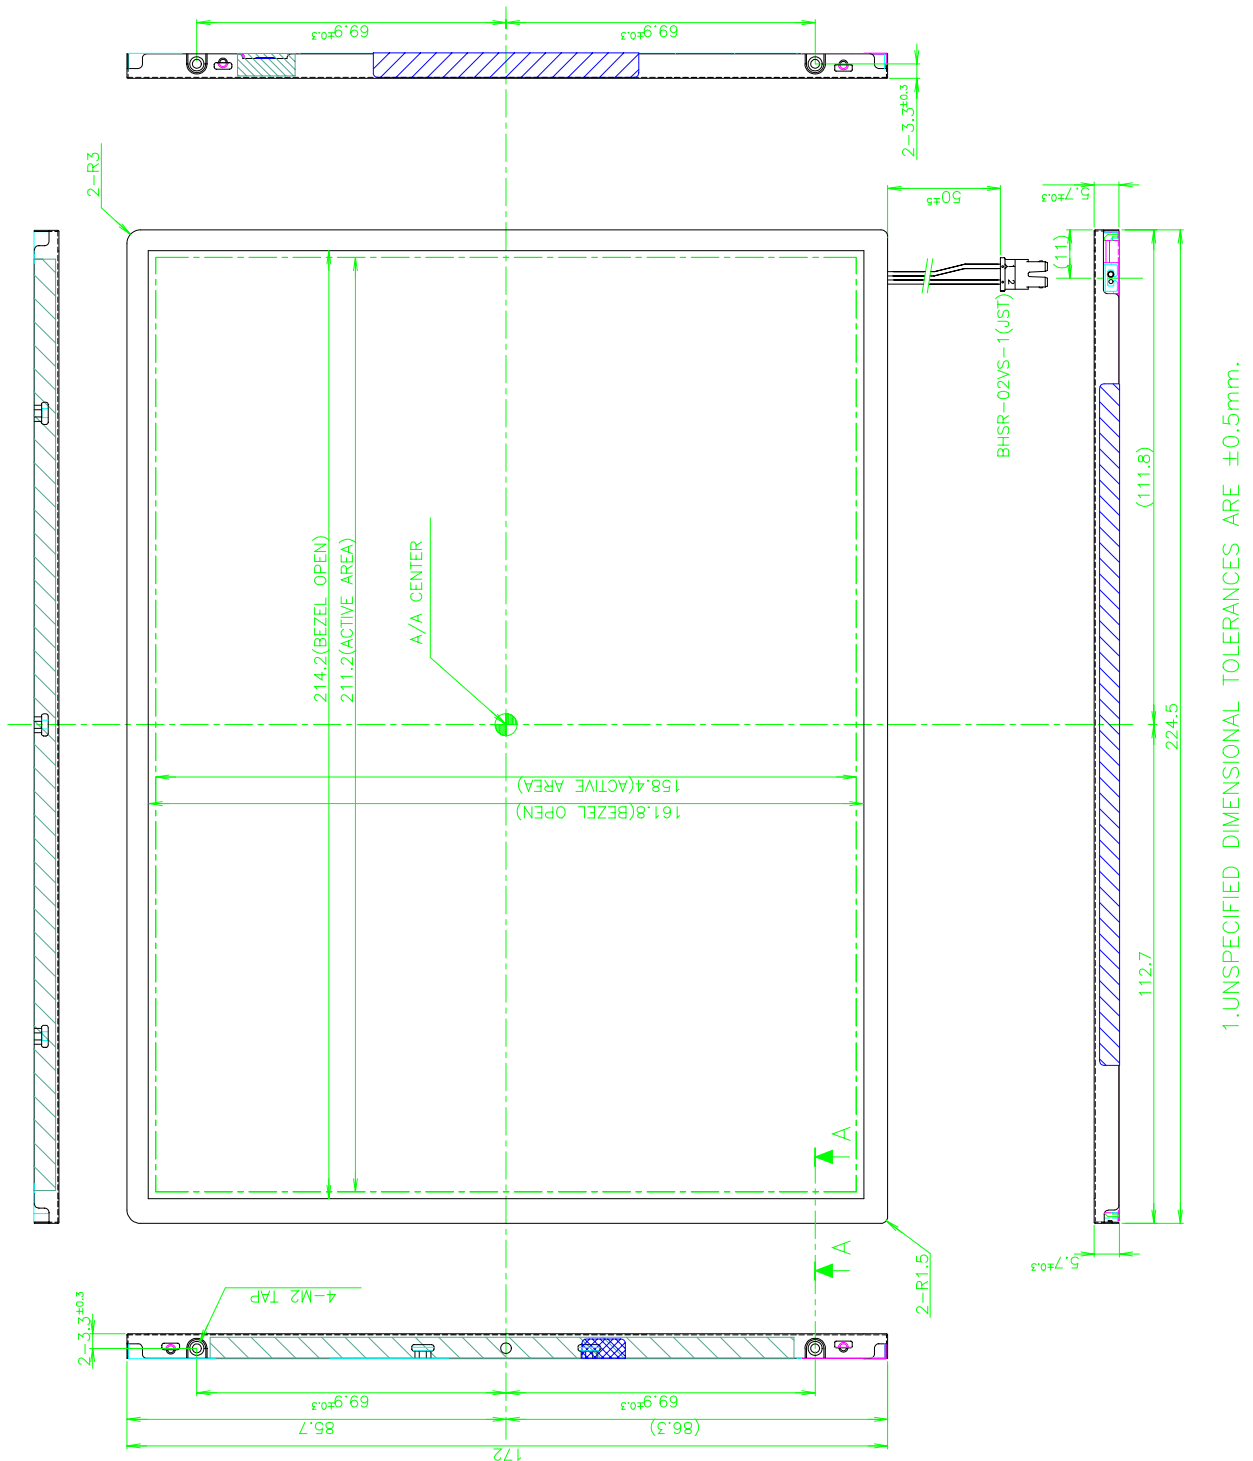 69.9±0.3
69.9±0.3
2-3.3±0.3
2-R3
50±5
5.7±0.3
(11)
2
BHSR-02VS-1(JST)
(111.8)
214.2(BEZEL OPEN)
211.2(ACTIVE AREA)
A/A CENTER
224.5
158.4(ACTIVE AREA)
161.8(BEZEL OPEN)
112.7
1.UNSPECIFIED DIMENSIONAL TOLERANCES ARE ±0.5mm.
A
A
5.7±0.3
2-R1.5
4-M2 TAP
2-3.3±0.3
69.9±0.3
69.9±0.3
85.7
(86.3)
172